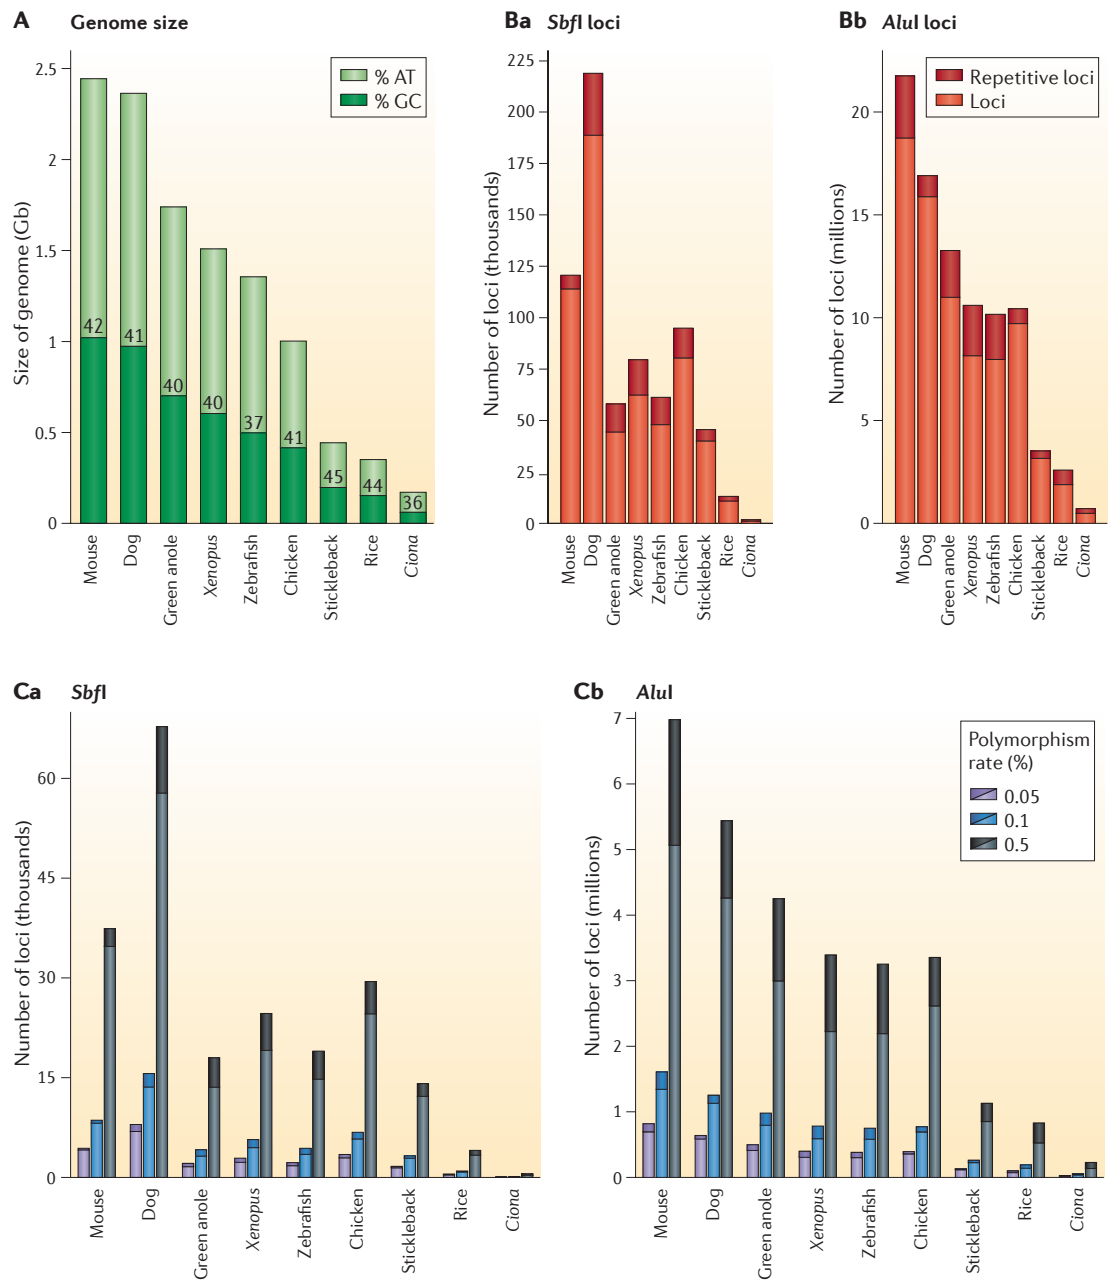 A Genome size
Size of genome (Gb)
2.5
2
1.5
1
0.5
0
% AT
% GC
42
41
40
40
37
41
45
44
36
Mouse
Dog
Green anole
Xenopus
Zebrafish
Chicken
Stickleback
Rice
Ciona
Ba SbfI loci
Number of loci (thousands)
225
200
175
150
125
100
75
50
25
0
Mouse
Dog
Green anole
Xenopus
Zebrafish
Chicken
Stickleback
Rice
Ciona
Bb AluI loci
Number of loci (millions)
20
15
10
5
0
Repetitive loci
Loci
Mouse
Dog
Green anole
Xenopus
Zebrafish
Chicken
Stickleback
Rice
Ciona
Ca SbfI
Number of loci (thousands)
60
45
30
15
0
Mouse
Dog
Green anole
Xenopus
Zebrafish
Chicken
Stickleback
Rice
Ciona
Cb AluI
Number of loci (millions)
7
6
5
4
3
2
1
0
Polymorphism
rate (%)
0.05
0.1
0.5
Mouse
Dog
Green anole
Xenopus
Zebrafish
Chicken
Stickleback
Rice
Ciona